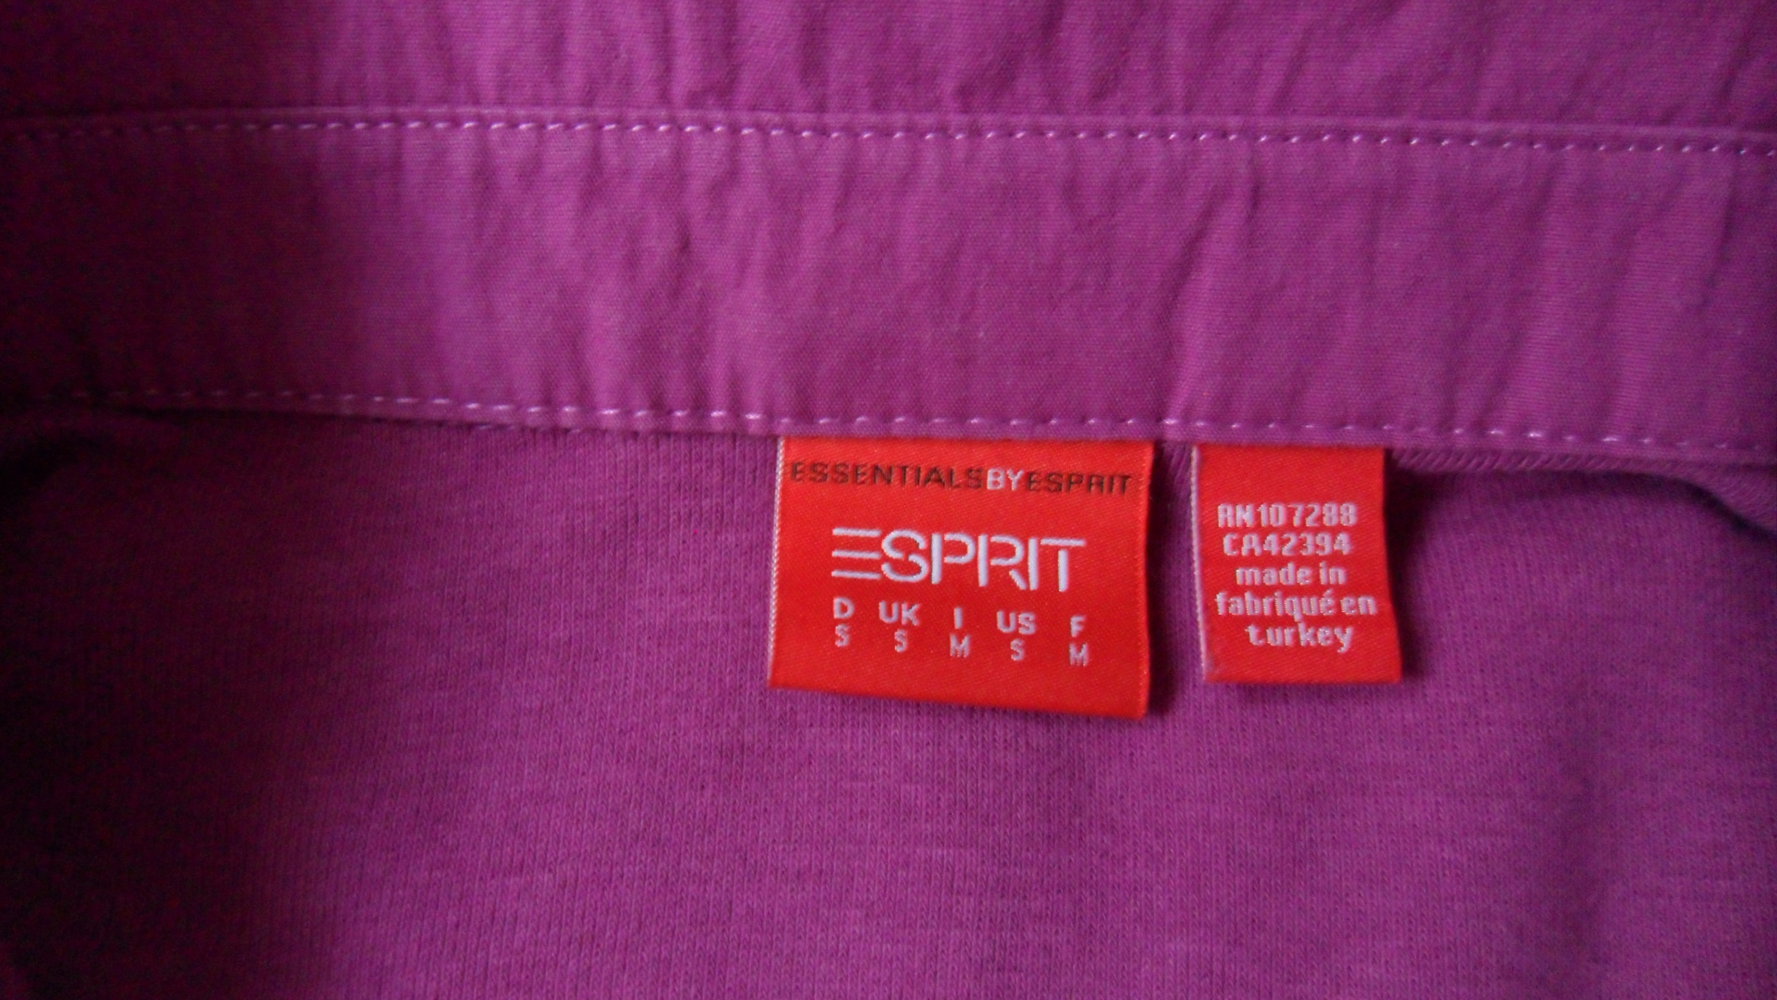 ESSENTIALSBYESPRIT
ESPRIT
D UK I US F
S S M S M
RN107288
CA42394
made in
fabriqué en
turkey